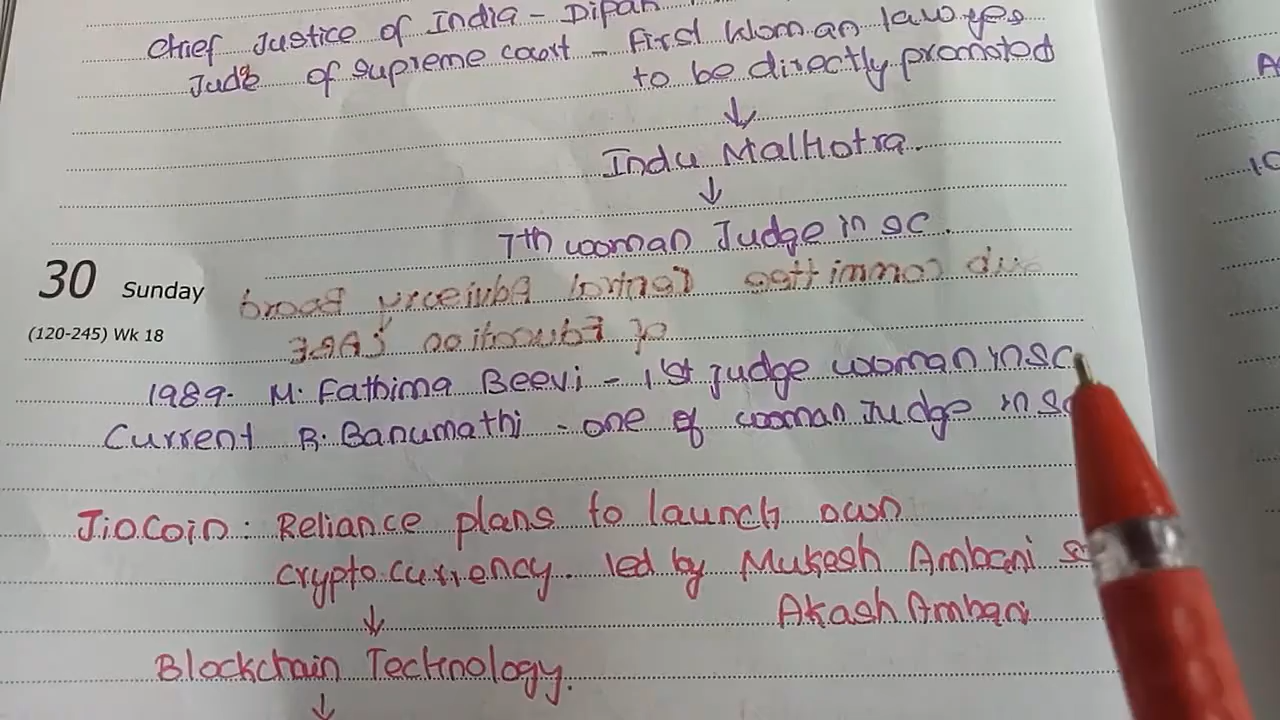 Chief Justice of India - Dipak
Judge of Supreme Court - First Woman lawyes
to be directly promoted
↓
Indu Malhotra.
↓
7th woman Judge in SC.
30 Sunday
(120-245) Wk 18
1989. M. Fathima Beevi - 1st judge woman in SC
Current R. Banumathi - one of woman Judge in SC
JioCoin: Reliance plans to launch own
cryptocurrency. led by Mukesh Ambani
Akash Ambani
↓
Blockchain Technology.
↓